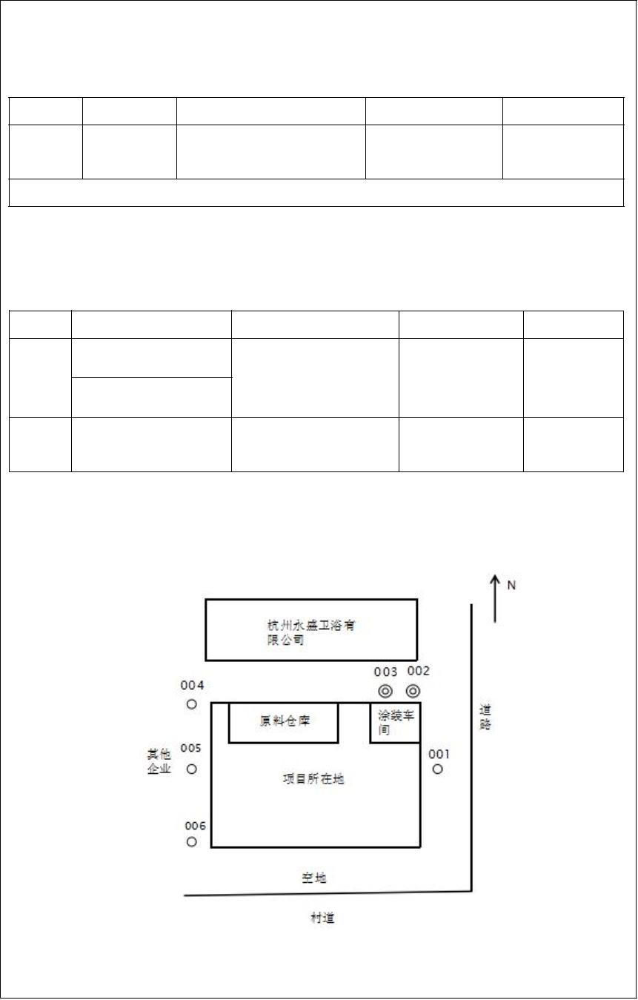 N
杭州永盛卫浴有
限公司
003 002
004
原料仓库
涂装车
间
道
路
005
其他
企业
001
项目所在地
006
空地
村道